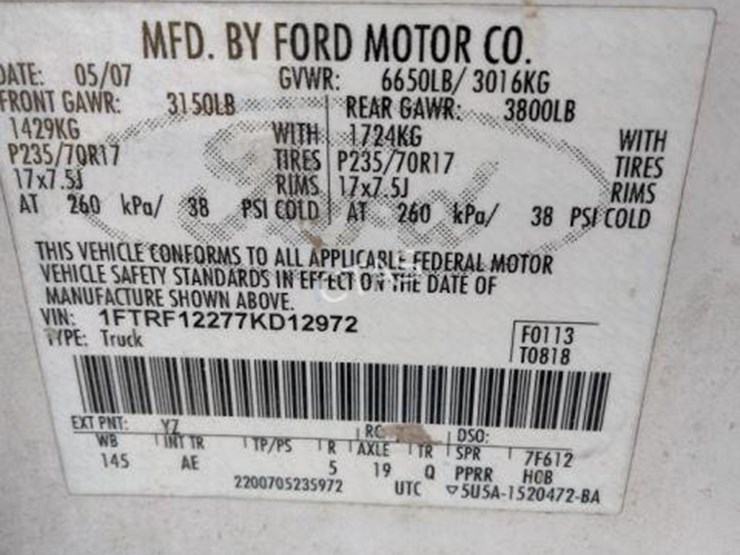 MFD. BY FORD MOTOR CO.
DATE: 05/07 GVWR: 6650LB/ 3016KG
FRONT GAWR: 3150LB REAR GAWR: 3800LB
1429KG WITH 1724KG WITH
P235/70R17 TIRES P235/70R17 TIRES
17x7.5J RIMS 17x7.5J RIMS
AT 260 kPa/ 38 PSI COLD AT 260 kPa/ 38 PSI COLD
THIS VEHICLE CONFORMS TO ALL APPLICABLE FEDERAL MOTOR
VEHICLE SAFETY STANDARDS IN EFFECT ON THE DATE OF
MANUFACTURE SHOWN ABOVE.
VIN: 1FTRF12277KD12972 F0113
TYPE: Truck T0818
EXT PNT: YZ RC DSO:
WB INT TR TP/PS R AXLE TR SPR 7F612
145 AE 5 19 Q PPRR HCB
2200705235972 UTC ▽5U5A-1520472-BA